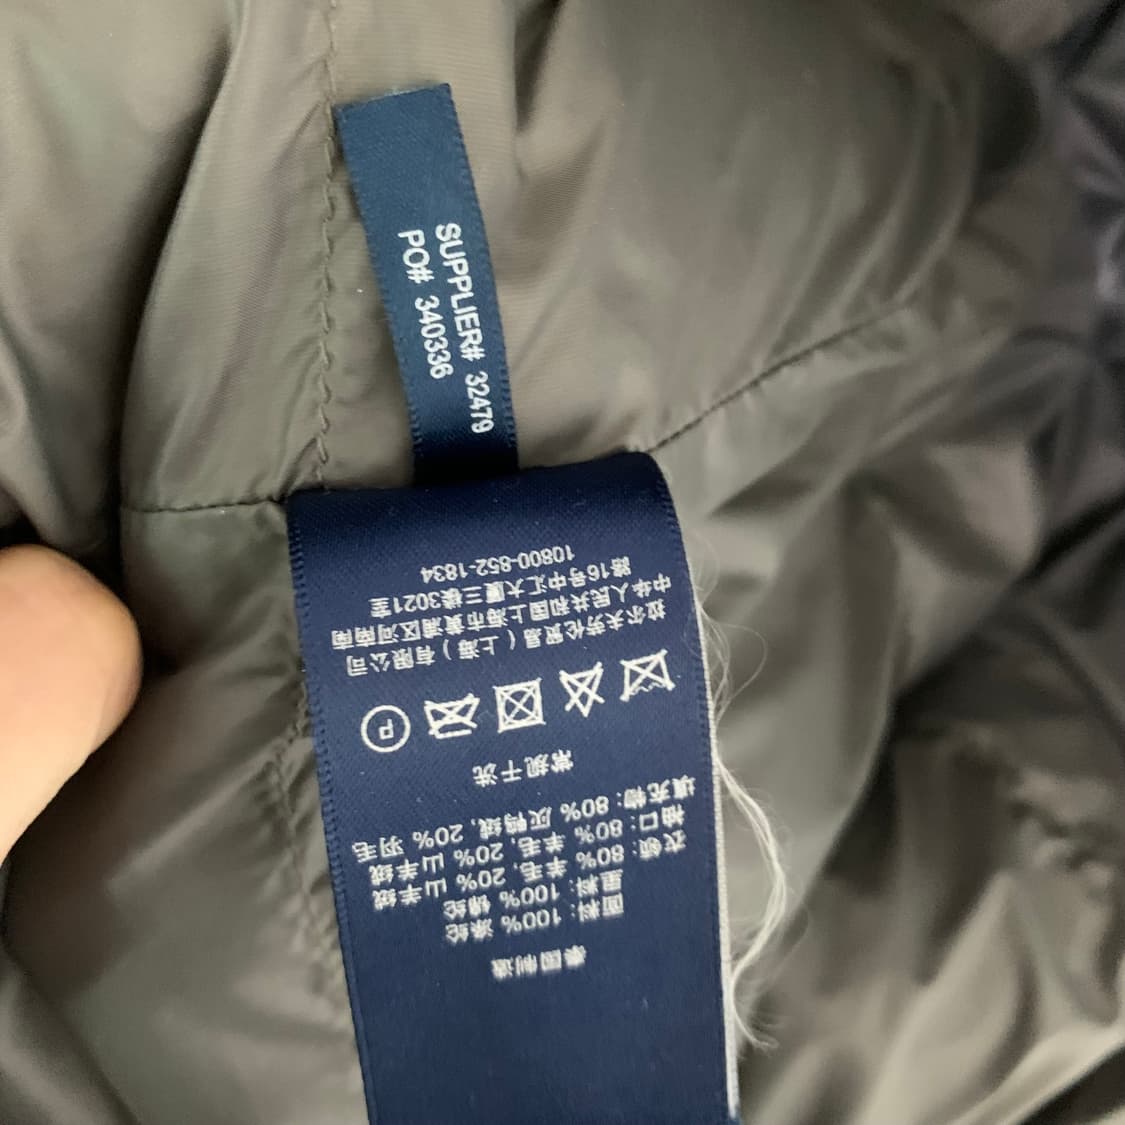 SUPPLIER# 32479
PO# 340336
泰国制造
面料: 100% 涤纶
里料: 100% 锦纶
衣领: 80% 羊毛, 20% 山羊绒
袖口: 80% 羊毛, 20% 山羊绒
填充物: 80% 灰鸭绒, 20% 羽毛
常规干洗
P
拉尔夫劳伦贸易 (上海) 有限公司
中华人民共和国上海市黄浦区河南南
路16号中汇大厦三楼3021室
10800-852-1834